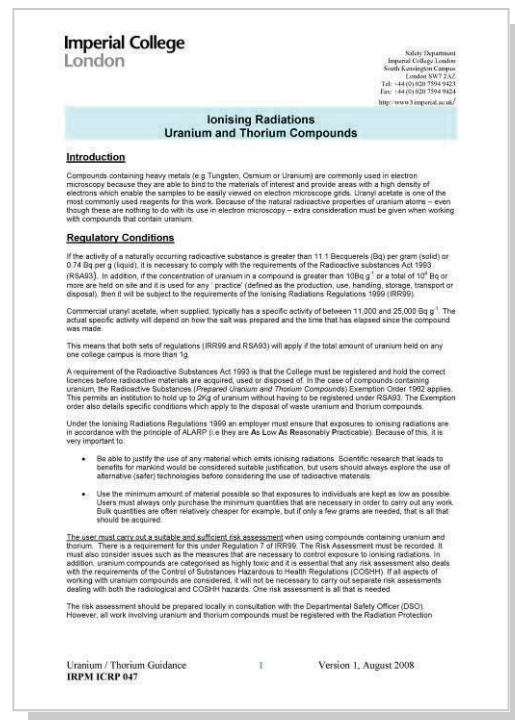 Imperial College
London
Safety Department
Imperial College London
South Kensington Campus
London SW7 2AZ
Tel: +44 (0) 020 7594 9423
Fax: +44 (0) 020 7594 9424
http://www3.imperial.ac.uk/
Ionising Radiations
Uranium and Thorium Compounds
Introduction
Compounds containing heavy metals (e.g Tungsten, Osmium or Uranium) are commonly used in electron
microscopy because they are able to bind to the materials of interest and provide areas with a high density of
electrons which enable the samples to be easily viewed on electron microscope grids. Uranyl acetate is one of the
most commonly used reagents for this work. Because of the natural radioactive properties of uranium atoms – even
though these are nothing to do with its use in electron microscopy – extra consideration must be given when working
with compounds that contain uranium.
Regulatory Conditions
If the activity of a naturally occurring radioactive substance is greater than 11.1 Becquerels (Bq) per gram (solid) or
0.74 Bq per g (liquid), it is necessary to comply with the requirements of the Radioactive substances Act 1993
(RSA93). In addition, if the concentration of uranium in a compound is greater than 10Bq g⁻¹ or a total of 10⁴ Bq or
more are held on site and it is used for any ' practice' (defined as the production, use, handling, storage, transport or
disposal), then it will be subject to the requirements of the Ionising Radiations Regulations 1999 (IRR99).
Commercial uranyl acetate, when supplied, typically has a specific activity of between 11,000 and 25,000 Bq g⁻¹. The
actual specific activity will depend on how the salt was prepared and the time that has elapsed since the compound
was made.
This means that both sets of regulations (IRR99 and RSA93) will apply if the total amount of uranium held on any
one college campus is more than 1g.
A requirement of the Radioactive Substances Act 1993 is that the College must be registered and hold the correct
licences before radioactive materials are acquired, used or disposed of. In the case of compounds containing
uranium, the Radioactive Substances (Prepared Uranium and Thorium Compounds) Exemption Order 1962 applies.
This permits an institution to hold up to 2Kg of uranium without having to be registered under RSA93. The Exemption
order also details specific conditions which apply to the disposal of waste uranium and thorium compounds.
Under the Ionising Radiations Regulations 1999 an employer must ensure that exposures to ionising radiations are
in accordance with the principle of ALARP (i.e they are As Low As Reasonably Practicable). Because of this, it is
very important to:
• Be able to justify the use of any material which emits ionising radiations. Scientific research that leads to
benefits for mankind would be considered suitable justification, but users should always explore the use of
alternative (safer) technologies before considering the use of radioactive materials.
• Use the minimum amount of material possible so that exposures to individuals are kept as low as possible.
Users must always only purchase the minimum quantities that are necessary in order to carry out any work.
Bulk quantities are often relatively cheaper for example, but if only a few grams are needed, that is all that
should be acquired.
The user must carry out a suitable and sufficient risk assessment when using compounds containing uranium and
thorium. There is a requirement for this under Regulation 7 of IRR99. The Risk Assessment must be recorded. It
must also consider issues such as the measures that are necessary to control exposure to ionising radiations. In
addition, uranium compounds are categorised as highly toxic and it is essential that any risk assessment also deals
with the requirements of the Control of Substances Hazardous to Health Regulations (COSHH). If all aspects of
working with uranium compounds are considered, it will not be necessary to carry out separate risk assessments
dealing with both the radiological and COSHH hazards. One risk assessment is all that is needed.
The risk assessment should be prepared locally in consultation with the Departmental Safety Officer (DSO).
However, all work involving uranium and thorium compounds must be registered with the Radiation Protection
Uranium / Thorium Guidance 1 Version 1, August 2008
IRPM ICRP 047